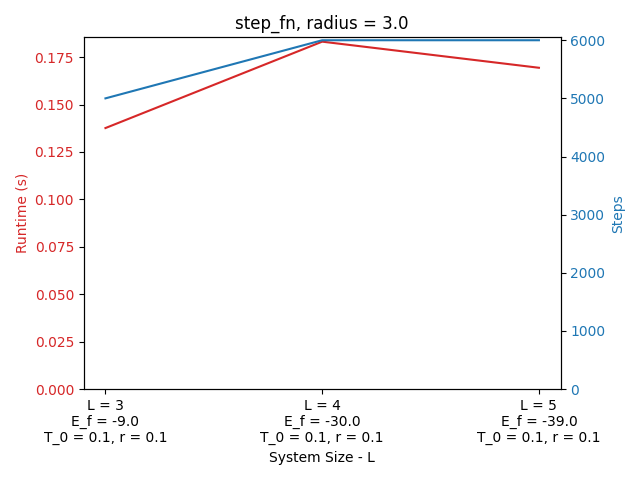 step_fn, radius = 3.0
Runtime (s)
0.175
0.150
0.125
0.100
0.075
0.050
0.025
0.000
6000
5000
4000
3000
2000
1000
0
Steps
L = 3
E_f = -9.0
T_0 = 0.1, r = 0.1
L = 4
E_f = -30.0
T_0 = 0.1, r = 0.1
L = 5
E_f = -39.0
T_0 = 0.1, r = 0.1
System Size - L